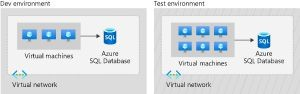 Dev environment
Virtual machines
Azure
SQL Database
SQL
Virtual network
Test environment
Virtual machines
Azure
SQL Database
SQL
Virtual network